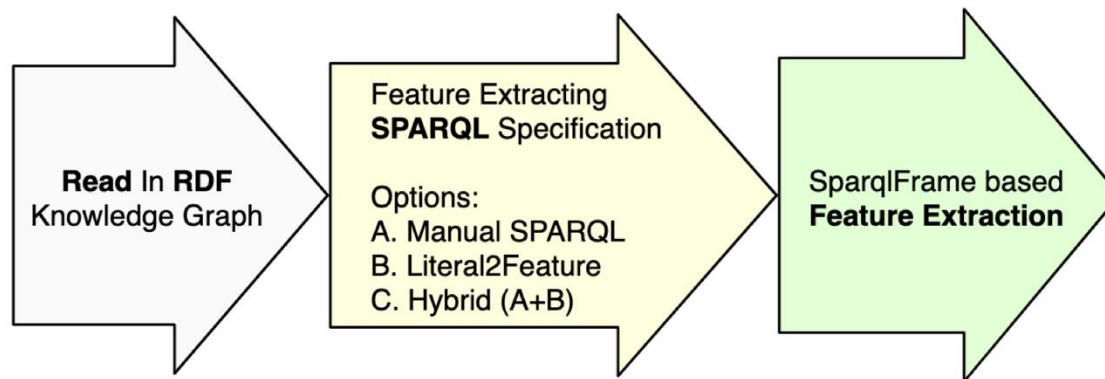 Read In RDF
Knowledge Graph
Feature Extracting
SPARQL Specification
Options:
A. Manual SPARQL
B. Literal2Feature
C. Hybrid (A+B)
SparqlFrame based
Feature Extraction